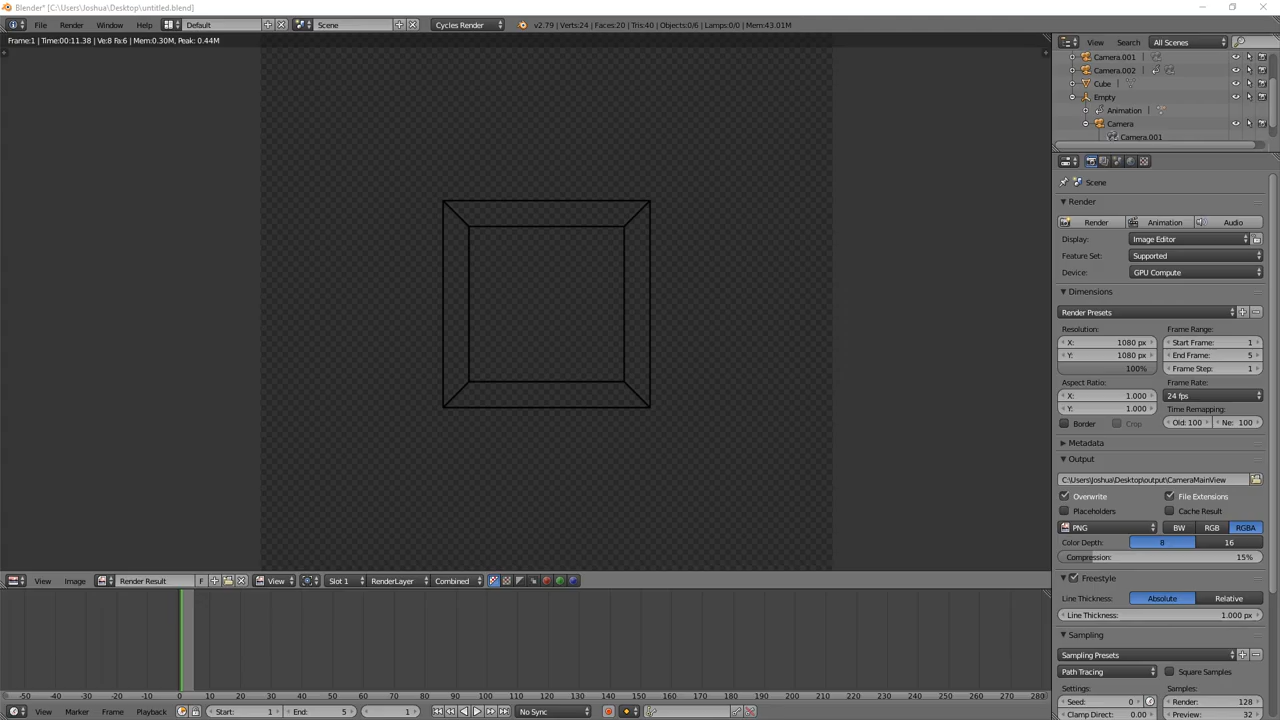 Blender* [C:\Users\Joshua\Desktop\untitled.blend]
File Render Window Help Default Scene Cycles Render v2.79 | Verts:24 | Faces:20 | Tris:40 | Objects:0/6 | Lamps:0/0 | Mem:43.01M
Frame:1 | Time:00:11.38 | Ve:8 Fa:6 | Mem:0.30M, Peak: 0.44M
View Search All Scenes
Camera.001
Camera.002
Cube
Empty
Animation
Camera
Camera.001
Scene
Render
Render Animation Audio
Display: Image Editor
Feature Set: Supported
Device: GPU Compute
Dimensions
Render Presets
Resolution: Frame Range:
X: 1080 px Start Frame: 1
Y: 1080 px End Frame: 5
100% Frame Step: 1
Aspect Ratio: Frame Rate:
X: 1.000 24 fps
Y: 1.000 Time Remapping:
Border Crop Old: 100 Ne: 100
Metadata
Output
C:\Users\Joshua\Desktop\output\CameraMainView
Overwrite File Extensions
Placeholders Cache Result
PNG BW RGB RGBA
Color Depth: 8 16
Compression: 15%
Freestyle
Line Thickness: Absolute Relative
Line Thickness: 1.000 px
Sampling
Sampling Presets
Path Tracing Square Samples
Settings: Samples:
Seed: 0 Render: 128
Clamp Direct: 0.00 Preview: 32
View Image Render Result F View Slot 1 RenderLayer Combined
-50 -40 -30 -20 -10 0 10 20 30 40 50 60 70 80 90 100 110 120 130 140 150 160 170 180 190 200 210 220 230 240 250 260 270 280
View Marker Frame Playback Start: 1 End: 5 1 No Sync